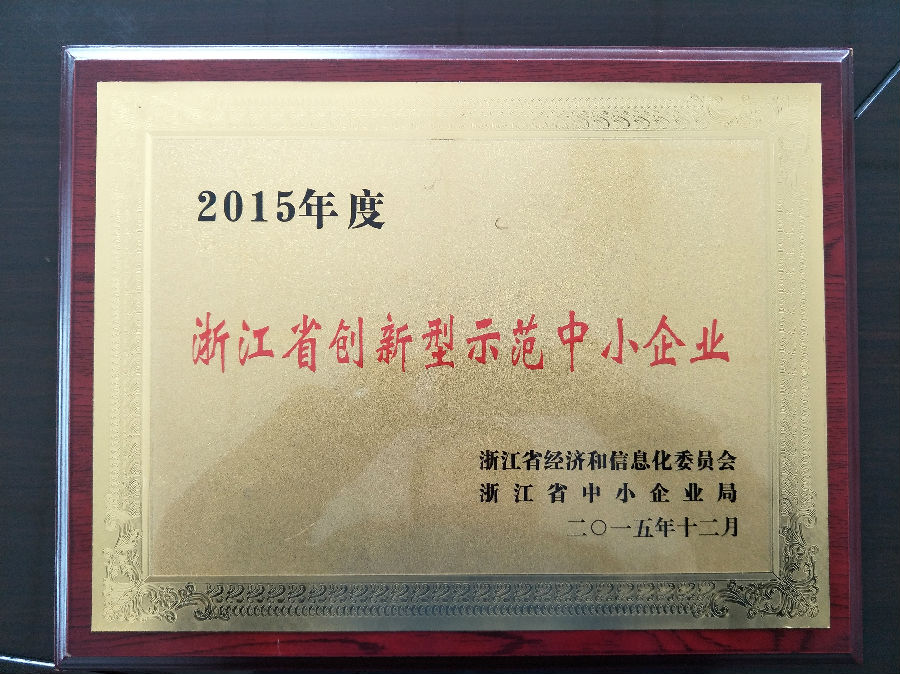 2015年度
浙江省创新型示范中小企业
浙江省经济和信息化委员会
浙江省中小企业局
二〇一五年十二月